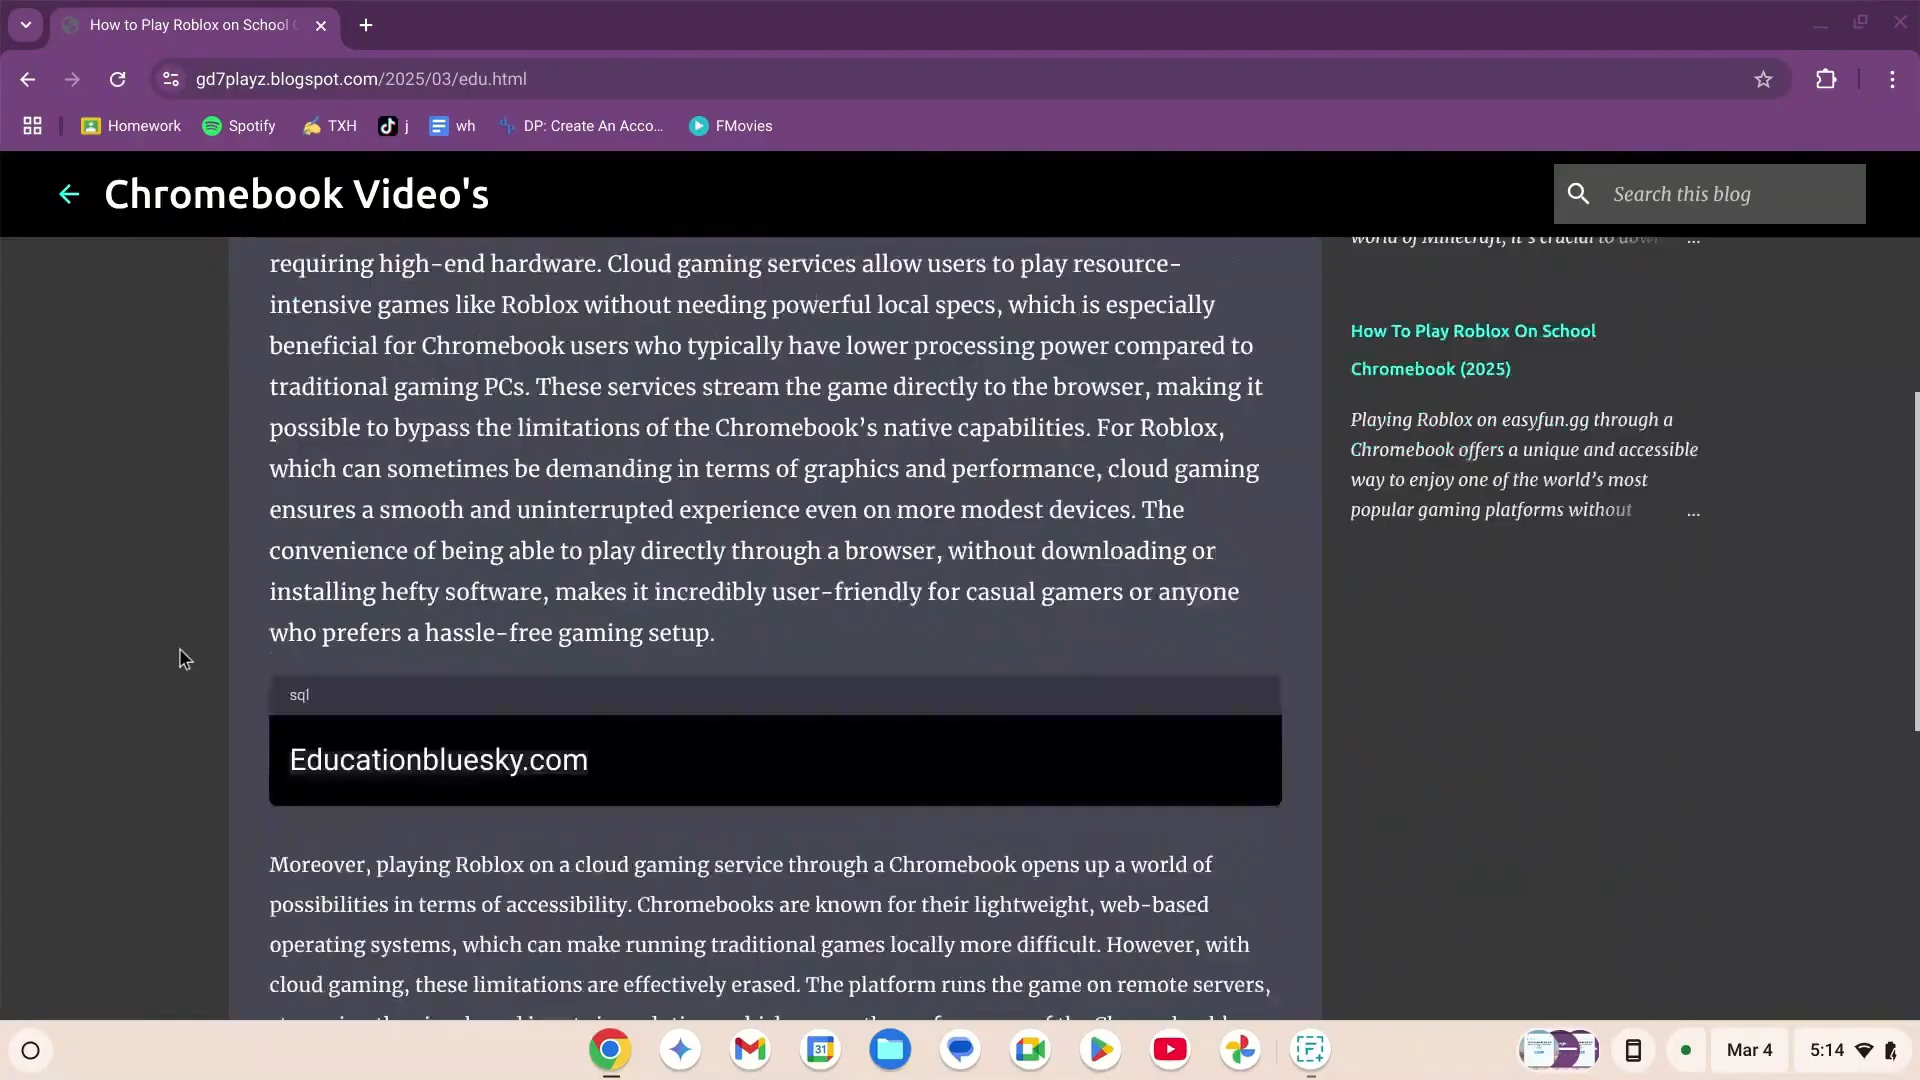 How to Play Roblox on School
gd7playz.blogspot.com/2025/03/edu.html
Homework
Spotify
TXH
j
wh
DP: Create An Acco...
FMovies
Chromebook Video's
Search this blog
requiring high-end hardware. Cloud gaming services allow users to play resource-
intensive games like Roblox without needing powerful local specs, which is especially
beneficial for Chromebook users who typically have lower processing power compared to
traditional gaming PCs. These services stream the game directly to the browser, making it
possible to bypass the limitations of the Chromebook’s native capabilities. For Roblox,
which can sometimes be demanding in terms of graphics and performance, cloud gaming
ensures a smooth and uninterrupted experience even on more modest devices. The
convenience of being able to play directly through a browser, without downloading or
installing hefty software, makes it incredibly user-friendly for casual gamers or anyone
who prefers a hassle-free gaming setup.
sql
Educationbluesky.com
Moreover, playing Roblox on a cloud gaming service through a Chromebook opens up a world of
possibilities in terms of accessibility. Chromebooks are known for their lightweight, web-based
operating systems, which can make running traditional games locally more difficult. However, with
cloud gaming, these limitations are effectively erased. The platform runs the game on remote servers,
world of Minecraft, it's crucial to ...
How To Play Roblox On School
Chromebook (2025)
Playing Roblox on easyfun.gg through a
Chromebook offers a unique and accessible
way to enjoy one of the world’s most
popular gaming platforms without ...
31
Mar 4
5:14